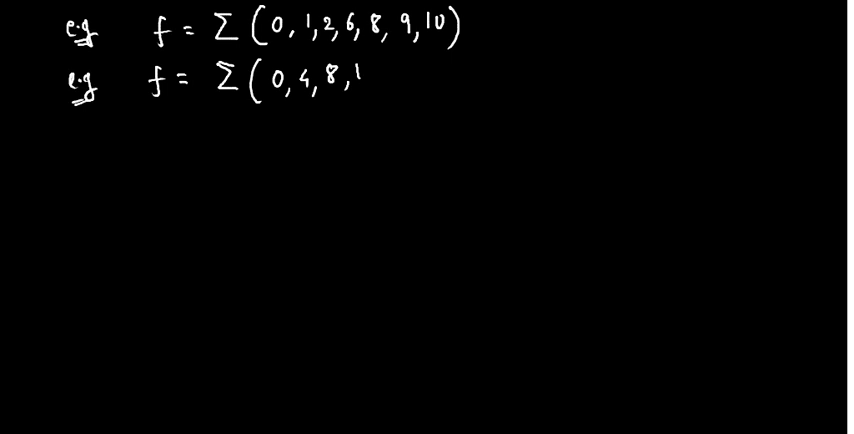 e.g f = Σ (0, 1, 2, 6, 8, 9, 10)
e.g f = Σ (0, 4, 8, 1